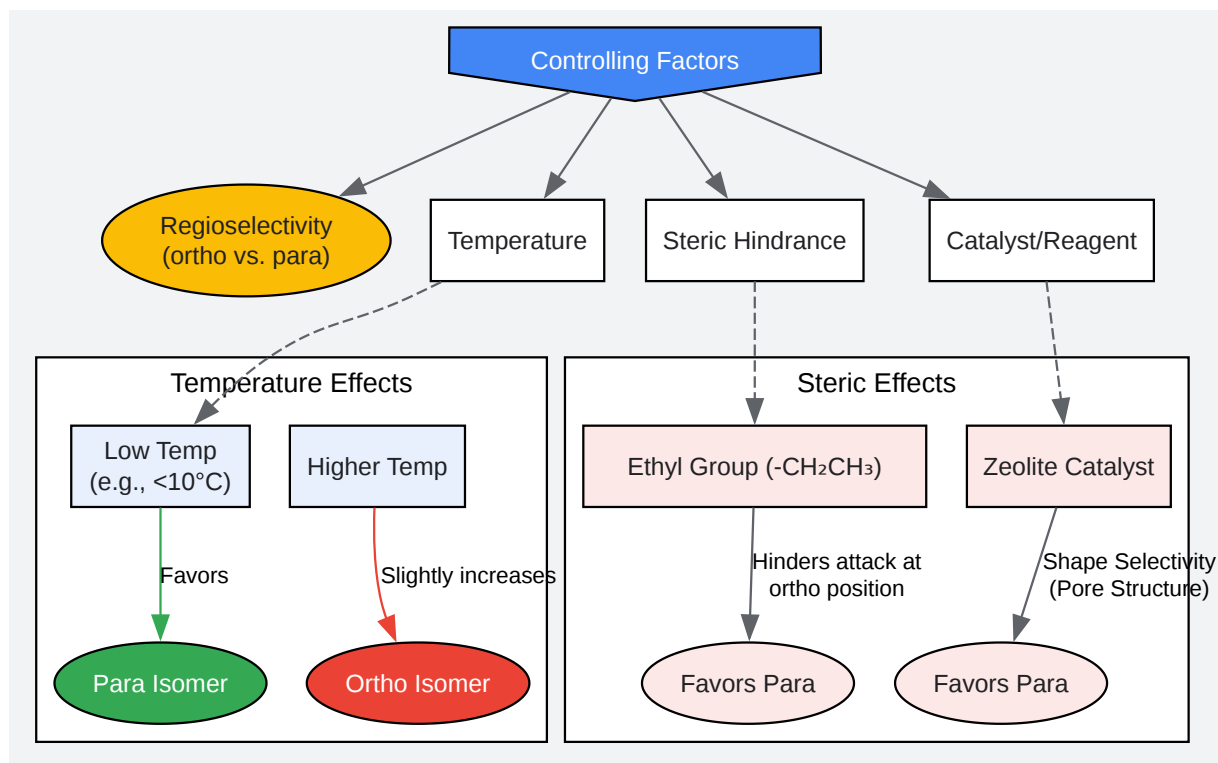 Controlling Factors
Regioselectivity
(ortho vs. para)
Temperature
Steric Hindrance
Catalyst/Reagent
Temperature Effects
Low Temp
(e.g., <10°C)
Higher Temp
Favors
Slightly increases
Para Isomer
Ortho Isomer
Steric Effects
Ethyl Group (-CH₂CH₃)
Zeolite Catalyst
Hinders attack at
ortho position
Shape Selectivity
(Pore Structure)
Favors Para
Favors Para